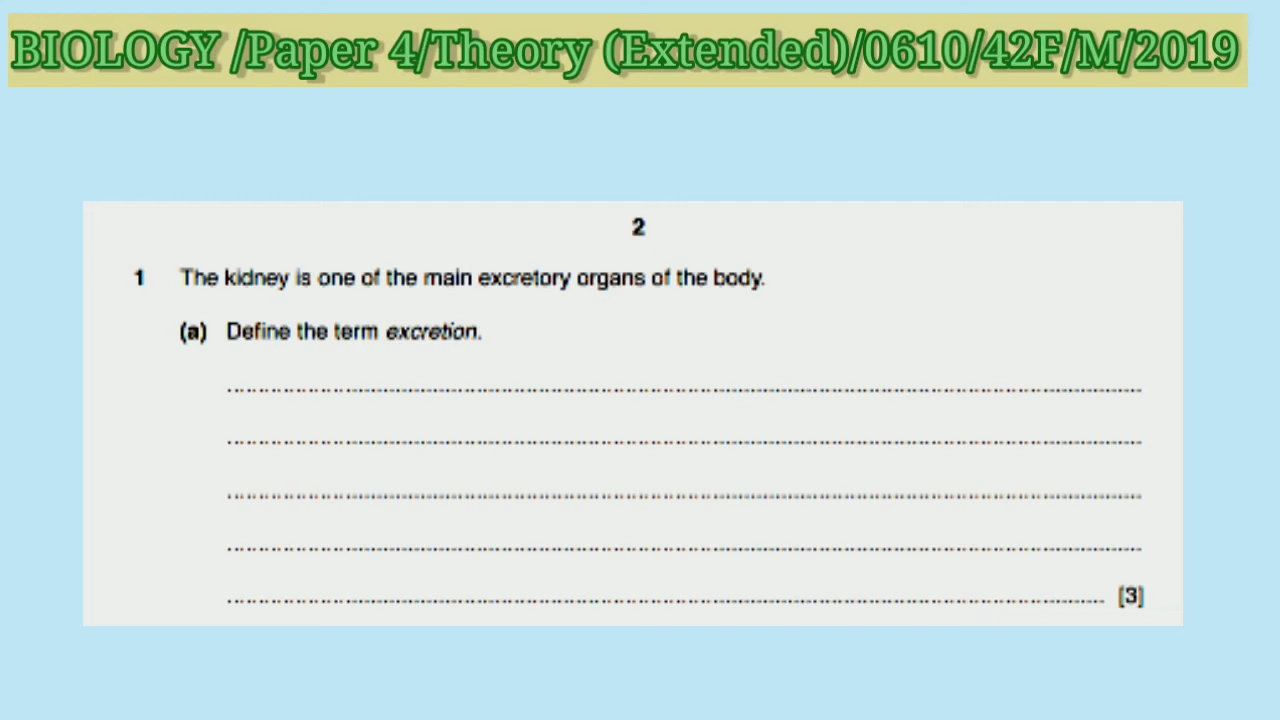 BIOLOGY /Paper 4/Theory (Extended)/0610/42F/M/2019
2
1 The kidney is one of the main excretory organs of the body.
(a) Define the term excretion.
[3]